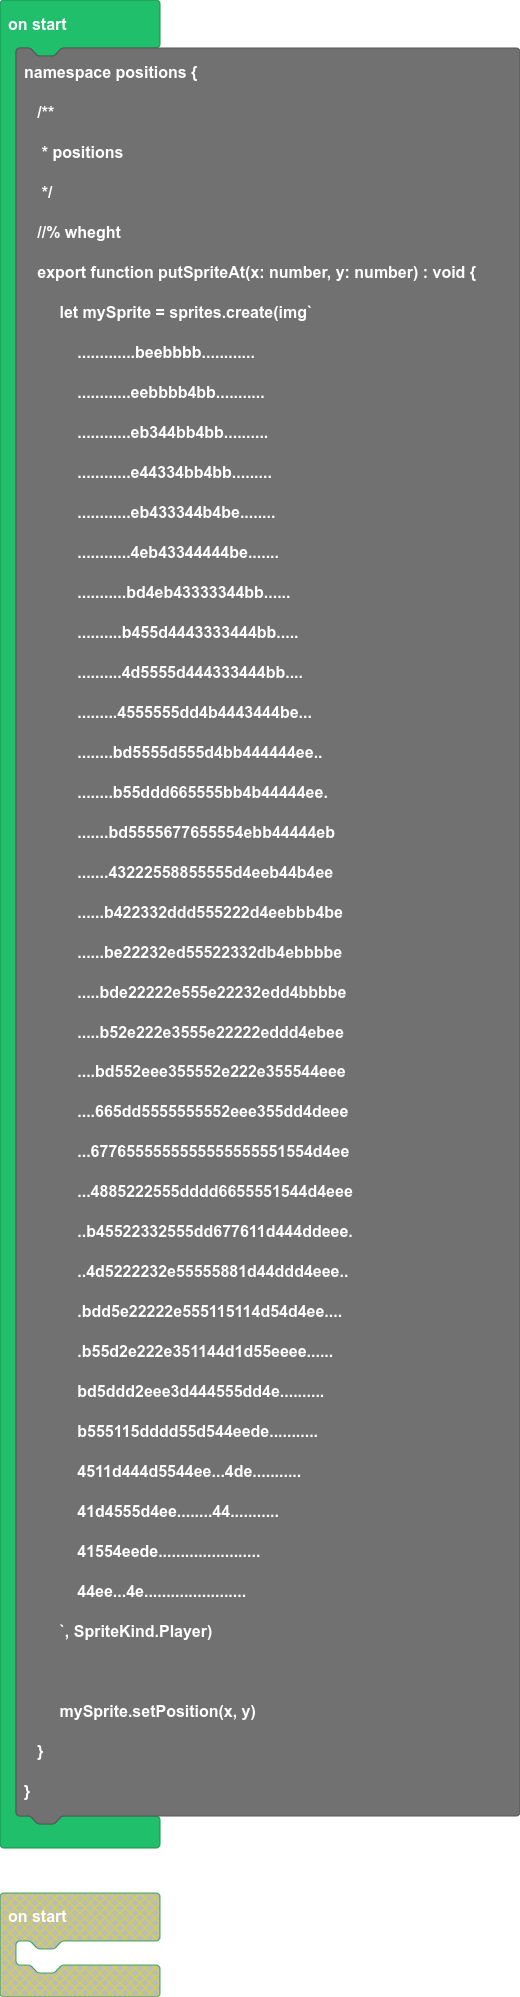 on start
namespace positions {
/**
* positions
*/
//% wheght
export function putSpriteAt(x: number, y: number) : void {
let mySprite = sprites.create(img`
.............beebbbb............
............eebbbb4bb...........
............eb344bb4bb..........
............e44334bb4bb.........
............eb433344b4be........
............4eb43344444be.......
...........bd4eb43333344bb......
..........b455d4443333444bb.....
..........4d5555d444333444bb....
.........4555555dd4b4443444be...
........bd5555d555d4bb444444ee..
........b55ddd665555bb4b44444ee.
.......bd5555677655554ebb44444eb
.......43222558855555d4eeb44b4ee
......b422332ddd555222d4eebbb4be
......be22232ed55522332db4ebbbbe
.....bde22222e555e22232edd4bbbbe
.....b52e222e3555e22222eddd4ebee
....bd552eee355552e222e355544eee
....665dd5555555552eee355dd4deee
...6776555555555555555551554d4ee
...4885222555dddd6655551544d4eee
..b45522332555dd677611d444ddeee.
..4d5222232e55555881d44ddd4eee..
.bdd5e22222e555115114d54d4ee....
.b55d2e222e351144d1d55eeee......
bd5ddd2eee3d444555dd4e..........
b555115dddd55d544eede...........
4511d444d5544ee...4de...........
41d4555d4ee........44...........
41554eede.......................
44ee...4e.......................
`, SpriteKind.Player)
mySprite.setPosition(x, y)
}
}
on start